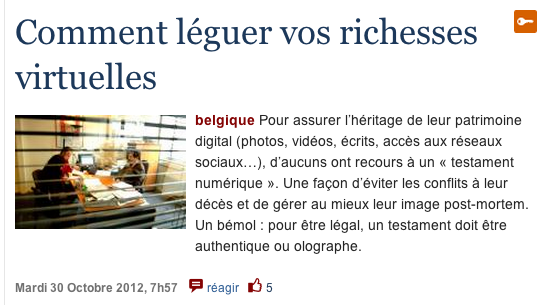 Comment léguer vos richesses
virtuelles
belgique Pour assurer l’héritage de leur patrimoine
digital (photos, vidéos, écrits, accès aux réseaux
sociaux…), d’aucuns ont recours à un « testament
numérique ». Une façon d’éviter les conflits à leur
décès et de gérer au mieux leur image post-mortem.
Un bémol : pour être légal, un testament doit être
authentique ou olographe.
Mardi 30 Octobre 2012, 7h57 réagir 5